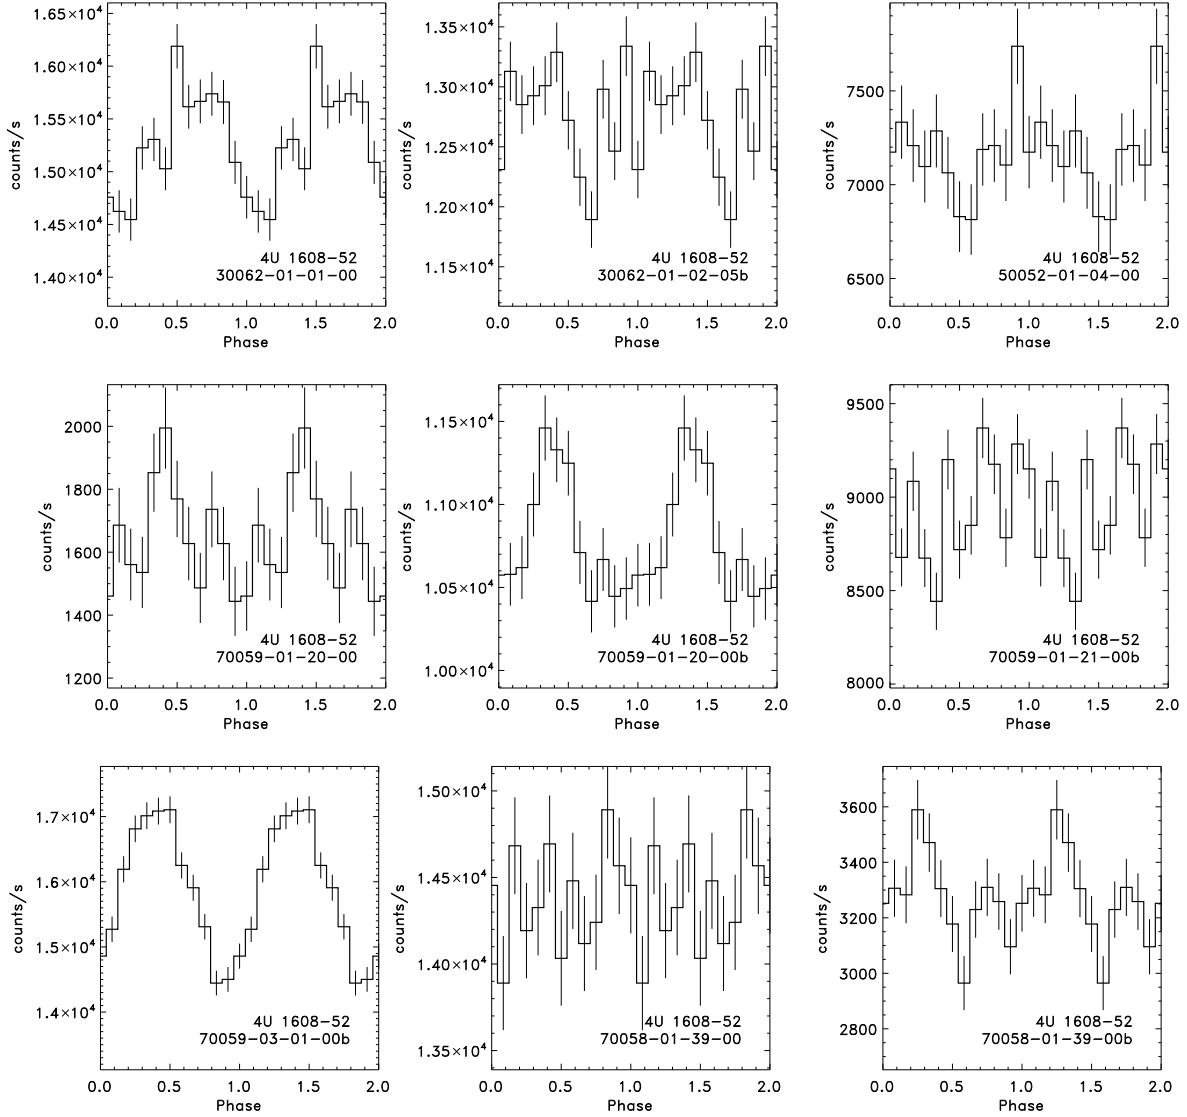 1.65×10⁴
1.60×10⁴
1.55×10⁴
1.50×10⁴
1.45×10⁴
1.40×10⁴
counts/s
4U 1608−52
30062−01−01−00
0.0 0.5 1.0 1.5 2.0
Phase
1.35×10⁴
1.30×10⁴
1.25×10⁴
1.20×10⁴
1.15×10⁴
counts/s
4U 1608−52
30062−01−02−05b
0.0 0.5 1.0 1.5 2.0
Phase
7500
7000
6500
counts/s
4U 1608−52
50052−01−04−00
0.0 0.5 1.0 1.5 2.0
Phase
2000
1800
1600
1400
1200
counts/s
4U 1608−52
70059−01−20−00
0.0 0.5 1.0 1.5 2.0
Phase
1.15×10⁴
1.10×10⁴
1.05×10⁴
1.00×10⁴
counts/s
4U 1608−52
70059−01−20−00b
0.0 0.5 1.0 1.5 2.0
Phase
9500
9000
8500
8000
counts/s
4U 1608−52
70059−01−21−00b
0.0 0.5 1.0 1.5 2.0
Phase
1.7×10⁴
1.6×10⁴
1.5×10⁴
1.4×10⁴
counts/s
4U 1608−52
70059−03−01−00b
0.0 0.5 1.0 1.5 2.0
Phase
1.50×10⁴
1.45×10⁴
1.40×10⁴
1.35×10⁴
counts/s
4U 1608−52
70058−01−39−00
0.0 0.5 1.0 1.5 2.0
Phase
3600
3400
3200
3000
2800
counts/s
4U 1608−52
70058−01−39−00b
0.0 0.5 1.0 1.5 2.0
Phase